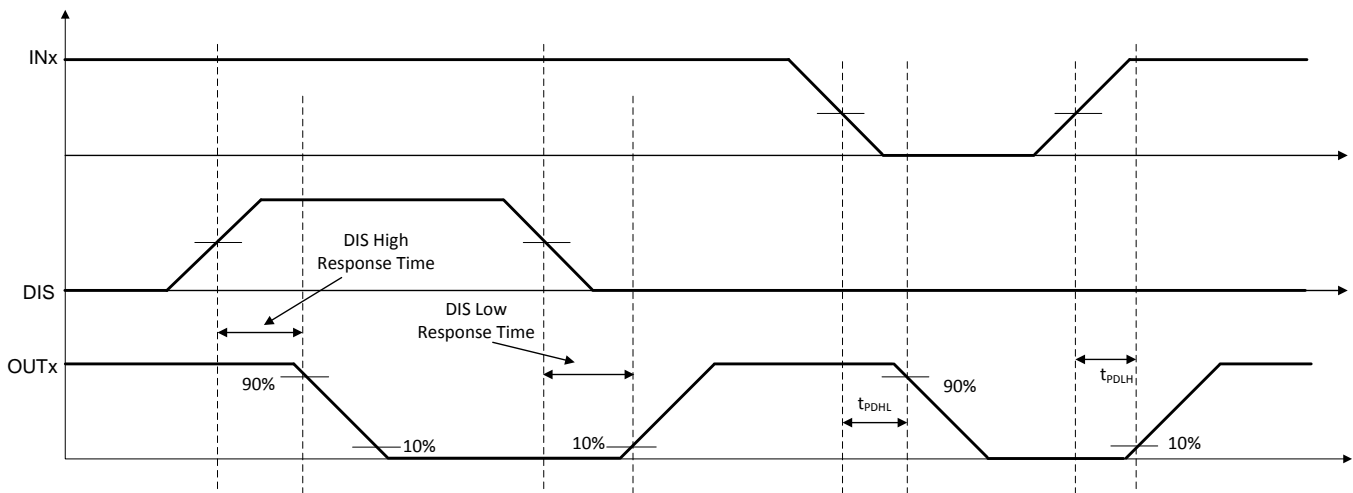 INx
DIS High
Response Time
DIS
DIS Low
Response Time
OUTx
90%
10%
10%
tPDHL
90%
tPDLH
10%